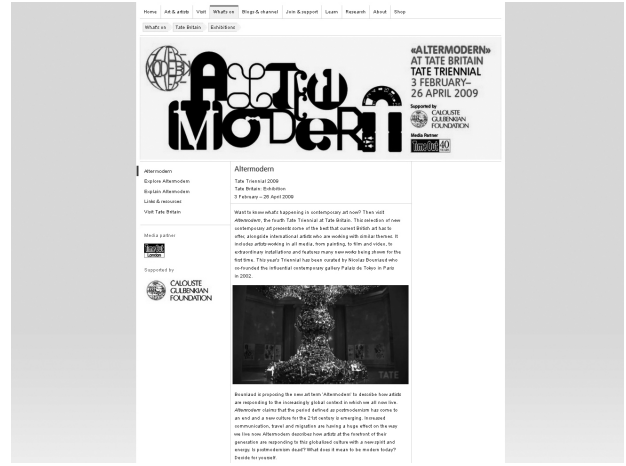 Home Art & artists Visit What's on Blogs & channel Join & support Learn Research About Shop
What's on Tate Britain Exhibitions
MODERN
ALTER
MODERN
«ALTERMODERN»
AT TATE BRITAIN
TATE TRIENNIAL
3 FEBRUARY–
26 APRIL 2009
Supported by
CALOUSTE
GULBENKIAN
FOUNDATION
Media Partner
TimeOut 40
Altermodern
Explore Altermodern
Explain Altermodern
Links & resources
Visit Tate Britain
Media partner
TimeOut
London
Supported by
CALOUSTE
GULBENKIAN
FOUNDATION
Altermodern
Tate Triennial 2009
Tate Britain: Exhibition
3 February – 26 April 2009
Want to know what's happening in contemporary art now? Then visit
Altermodern, the fourth Tate Triennial at Tate Britain. This selection of new
contemporary art presents some of the best that current British art has to
offer, alongside international artists who are working with similar themes. It
includes artists working in all media, from painting, to film and video, to
extraordinary installations and features many new works being shown for the
first time. This year's Triennial has been curated by Nicolas Bourriaud who
co-founded the influential contemporary gallery Palais de Tokyo in Paris
in 2002.
TATE
Bourriaud is proposing the new art term 'Altermodern' to describe how artists
are responding to the increasingly global context in which we all now live.
Altermodern claims that the period defined as postmodernism has come to
an end and a new culture for the 21st century is emerging. Increased
communication, travel and migration are having a huge effect on the way
we live now. Altermodern describes how artists at the forefront of their
generation are responding to this globalised culture with a new spirit and
energy. Is postmodernism dead? What does it mean to be modern today?
Decide for yourself.